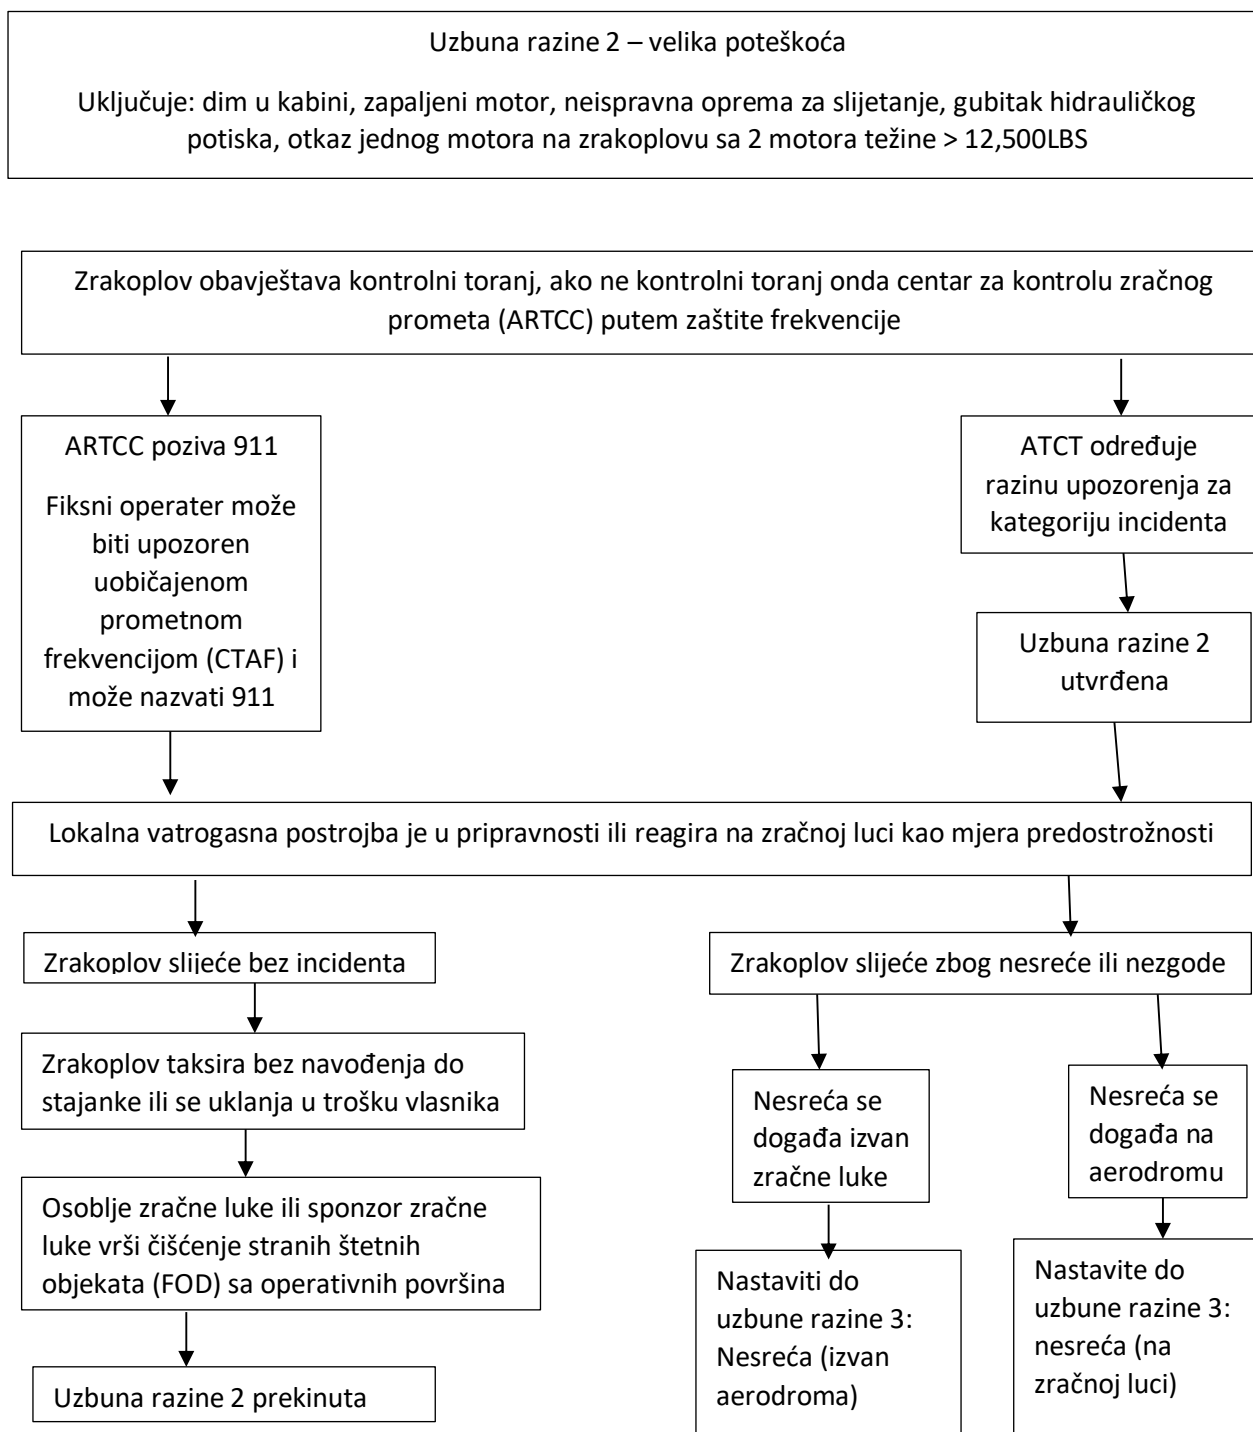 Uzbuna razine 2 – velika poteškoća
Uključuje: dim u kabini, zapaljeni motor, neispravna oprema za slijetanje, gubitak hidrauličkog
potiska, otkaz jednog motora na zrakoplovu sa 2 motora težine > 12,500LBS
Zrakoplov obavještava kontrolni toranj, ako ne kontrolni toranj onda centar za kontrolu zračnog
prometa (ARTCC) putem zaštite frekvencije
ARTCC poziva 911
Fiksni operater može
biti upozoren
uobičajenom
prometnom
frekvencijom (CTAF) i
može nazvati 911
ATCT određuje
razinu upozorenja za
kategoriju incidenta
Uzbuna razine 2
utvrđena
Lokalna vatrogasna postrojba je u pripravnosti ili reagira na zračnoj luci kao mjera predostrožnosti
Zrakoplov slijeće bez incidenta
Zrakoplov taksira bez navođenja do
stajanke ili se uklanja u trošku vlasnika
Osoblje zračne luke ili sponzor zračne
luke vrši čišćenje stranih štetnih
objekata (FOD) sa operativnih površina
Uzbuna razine 2 prekinuta
Zrakoplov slijeće zbog nesreće ili nezgode
Nesreća se
događa izvan
zračne luke
Nastaviti do
uzbune razine 3:
Nesreća (izvan
aerodroma)
Nesreća se
događa na
aerodromu
Nastavite do
uzbune razine 3:
nesreća (na
zračnoj luci)